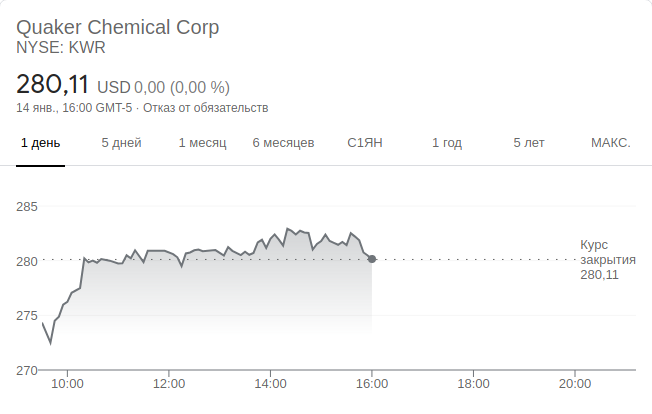 Quaker Chemical Corp
NYSE: KWR
280,11 USD 0,00 (0,00 %)
14 янв., 16:00 GMT-5 · Отказ от обязательств
1 день 5 дней 1 месяц 6 месяцев С1ЯН 1 год 5 лет МАКС.
285
280
275
270
Курс
закрытия
280,11
10:00 12:00 14:00 16:00 18:00 20:00